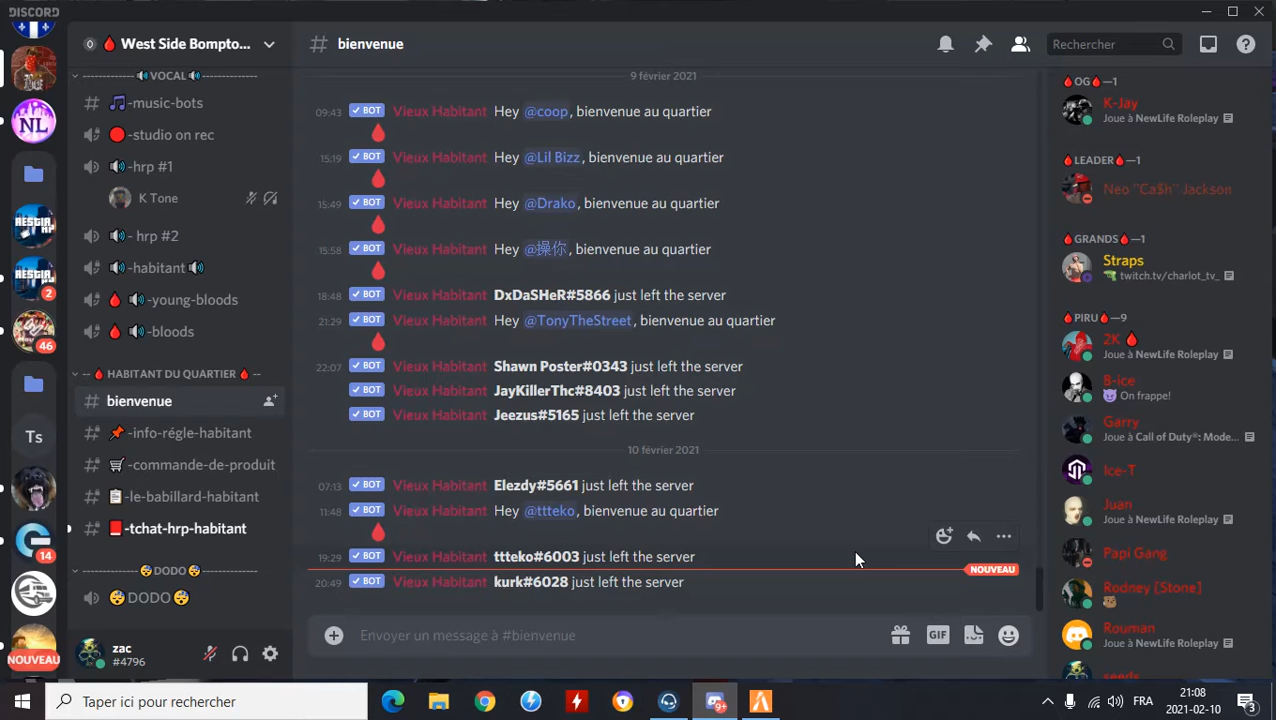 DISCORD
0 West Side Bompto...
# bienvenue
Rechercher
VOCAL
-music-bots
-studio on rec
-hrp #1
K Tone
- hrp #2
-habitant
-young-bloods
-bloods
-- HABITANT DU QUARTIER --
bienvenue
-info-régle-habitant
-commande-de-produit
-le-babillard-habitant
-tchat-hrp-habitant
DODO
DODO
zac
#4796
NL
2
46
Ts
14
NOUVEAU
9 février 2021
09:43 BOT Vieux Habitant Hey @coop, bienvenue au quartier
15:19 BOT Vieux Habitant Hey @Lil Bizz, bienvenue au quartier
15:49 BOT Vieux Habitant Hey @Drako, bienvenue au quartier
15:58 BOT Vieux Habitant Hey @操你, bienvenue au quartier
18:48 BOT Vieux Habitant DxDaSHeR#5866 just left the server
21:29 BOT Vieux Habitant Hey @TonyTheStreet, bienvenue au quartier
22:07 BOT Vieux Habitant Shawn Poster#0343 just left the server
BOT Vieux Habitant JayKillerThc#8403 just left the server
BOT Vieux Habitant Jeezus#5165 just left the server
10 février 2021
07:13 BOT Vieux Habitant Elezdy#5661 just left the server
11:48 BOT Vieux Habitant Hey @ttteko, bienvenue au quartier
19:29 BOT Vieux Habitant ttteko#6003 just left the server
NOUVEAU
20:49 BOT Vieux Habitant kurk#6028 just left the server
Envoyer un message à #bienvenue
GIF
OG—1
K-Jay
Joue à NewLife Roleplay
LEADER—1
Neo "Ca$h" Jackson
GRANDS—1
Straps
twitch.tv/charlot_tv_
PIRU—9
2K
Joue à NewLife Roleplay
B-ice
On frappe!
Garry
Joue à Call of Duty®: Mode...
Ice-T
Juan
Joue à NewLife Roleplay
Papi Gang
Rodney [Stone]
Rouman
Joue à NewLife Roleplay
seeds
Taper ici pour rechercher
9+
FRA
21:08
2021-02-10
3